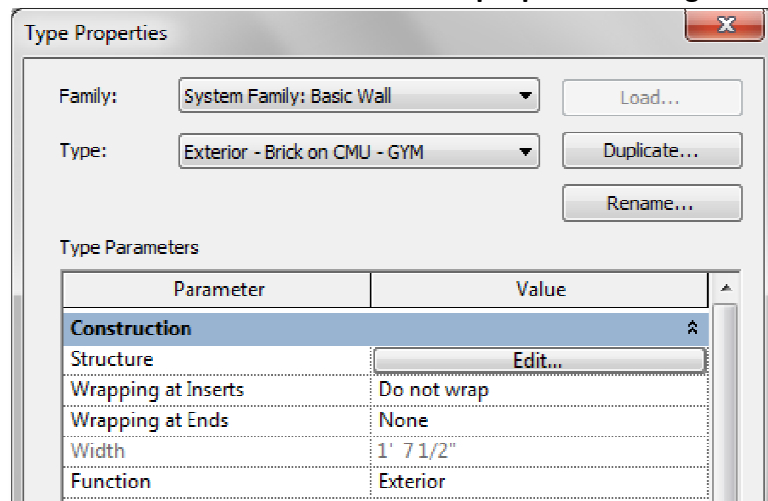 Type Properties
Family: System Family: Basic Wall Load...
Type: Exterior - Brick on CMU - GYM Duplicate...
Rename...
Type Parameters
Parameter Value
Construction
Structure Edit...
Wrapping at Inserts Do not wrap
Wrapping at Ends None
Width 1' 7 1/2"
Function Exterior